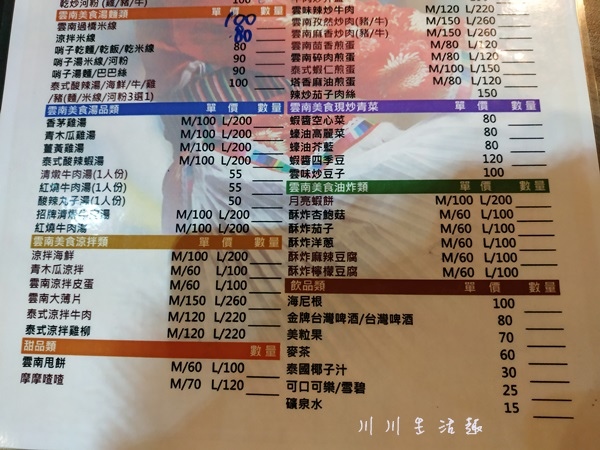 乾炒河粉(雞/豬/牛)
雲南美食湯麵類 單 價 數 量
雲南過橋米線 100
涼拌米線 80
哨子乾麵/乾飯/乾米線 80
哨子湯米線/河粉 90
哨子湯麵/巴巴絲 90
泰式酸辣湯/海鮮/牛/雞 100
/豬(麵/米線/河粉3選1)
雲南美食湯品類 單 價 數 量
香茅雞湯 M/100 L/200
青木瓜雞湯 M/100 L/200
薑黃雞湯 M/100 L/200
泰式酸辣蝦湯 M/100 L/200
清燉牛肉湯(1人份) 55
紅燒牛肉湯(1人份) 55
酸辣丸子湯(1人份) 50
招牌清燉牛肉湯 M/100 L/200
紅燒牛肉湯 M/100 L/200
雲南美食涼拌類 單 價 數 量
涼拌海鮮 M/100 L/200
青木瓜涼拌 M/60 L/100
雲南涼拌皮蛋 M/60 L/100
雲南大薄片 M/150 L/260
泰式涼拌牛肉 M/120 L/220
泰式涼拌雞柳 M/120 L/220
甜品類 數 量
雲南甩餅 M/60 L/100
摩摩喳喳 M/70 L/120
雲味辣炒牛肉 M/120 L/220
雲南孜然炒肉(豬/牛) M/150 L/260
雲南麻香炒肉(豬/牛) M/150 L/260
雲南茴香煎蛋 M/80 L/120
雲南碎肉煎蛋 M/80 L/120
泰式蝦仁煎蛋 M/100 L/150
塔香麻油煎蛋 M/80 L/120
辣炒茄子肉絲 150
雲南美食現炒青菜 單 價 數 量
蝦醬空心菜 80
蠔油高麗菜 80
蠔油芥藍 80
蝦醬四季豆 120
雲味炒豆子 100
雲南美食油炸類 單 價 數 量
月亮蝦餅 M/100 L/200
酥炸杏鮑菇 M/60 L/100
酥炸茄子 M/60 L/100
酥炸洋蔥 M/60 L/100
酥炸麻辣豆腐 M/60 L/100
酥炸檸檬豆腐 M/60 L/100
飲品類 單 價 數 量
海尼根 100
金牌台灣啤酒/台灣啤酒 80
美粒果 70
麥茶 60
泰國椰子汁 30
可口可樂/雪碧 25
礦泉水 15
川川生活趣